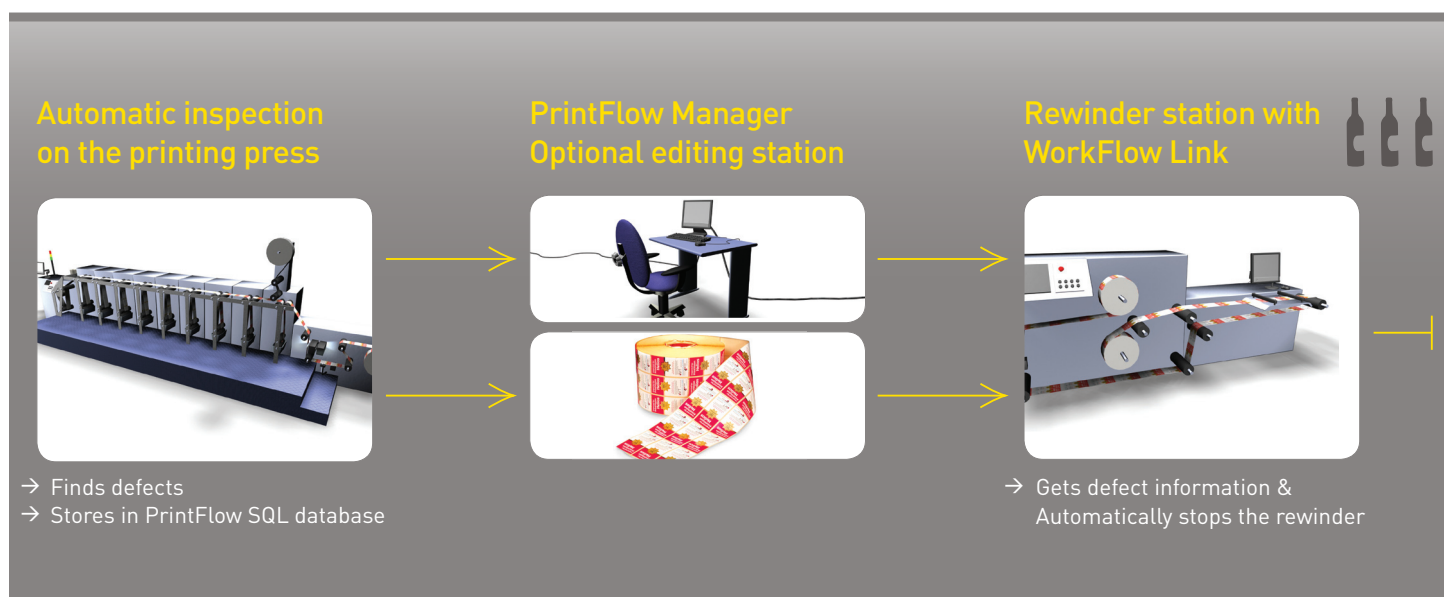 Automatic inspection
on the printing press
PrintFlow Manager
Optional editing station
Rewinder station with
WorkFlow Link
→ Finds defects
→ Stores in PrintFlow SQL database
→ Gets defect information &
Automatically stops the rewinder